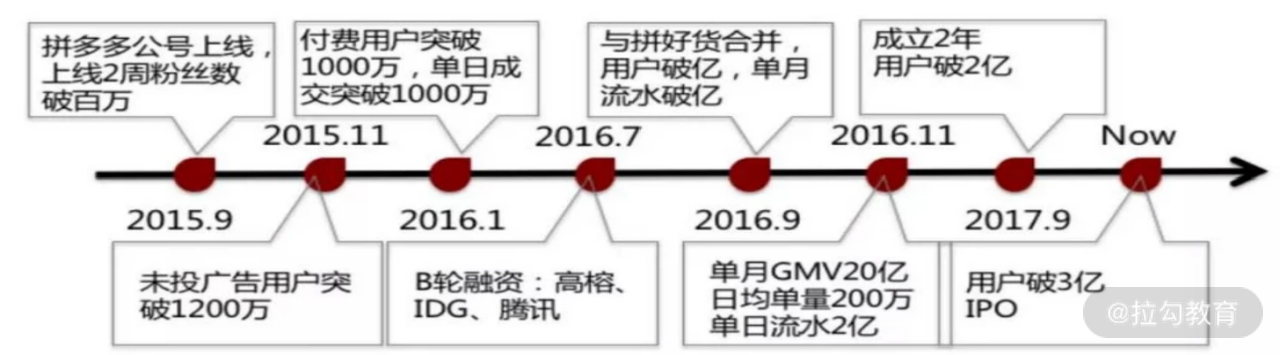 拼多多公号上线，
上线2周粉丝数
破百万
付费用户突破
1000万，单日成
交突破1000万
与拼好货合并，
用户破亿，单月
流水破亿
成立2年
用户破2亿
2015.11
2016.7
2016.11
Now
2015.9
2016.1
2016.9
2017.9
未投广告用户突
破1200万
B轮融资：高榕、
IDG、腾讯
单月GMV20亿
日均单量200万
单日流水2亿
用户破3亿
IPO
@拉勾教育